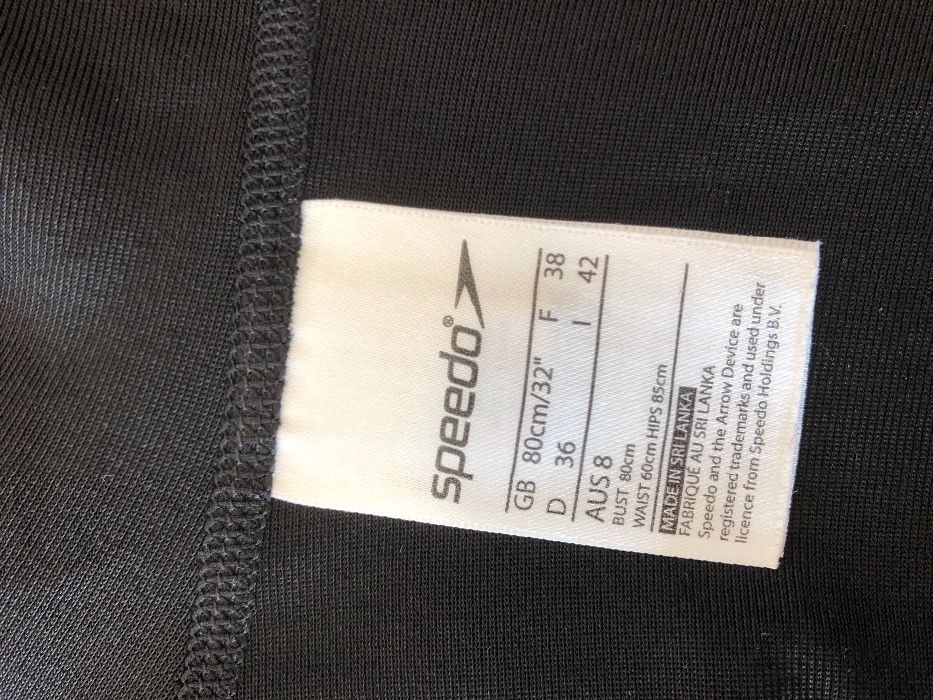 speedo®
GB 80cm/32" F 38
D 36 I 42
AUS 8
BUST 80cm
WAIST 60cm HIPS 85cm
MADE IN SRI LANKA
FABRIQUÉ AU SRI LANKA
Speedo and the Arrow Device are
registered trademarks and used under
licence from Speedo Holdings B.V.